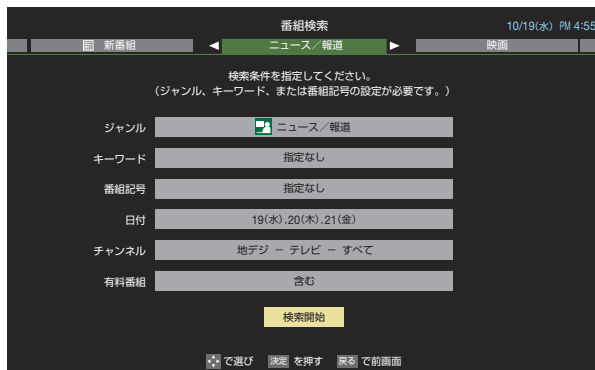 番組検索 10/19(水) PM 4:55
新番組 ◀ ニュース／報道 ▶ 映画
検索条件を指定してください。
（ジャンル、キーワード、または番組記号の設定が必要です。）
ジャンル ニュース／報道
キーワード 指定なし
番組記号 指定なし
日付 19(水).20(木).21(金)
チャンネル 地デジ － テレビ － すべて
有料番組 含む
検索開始
で選び 決定 を押す 戻る で前画面